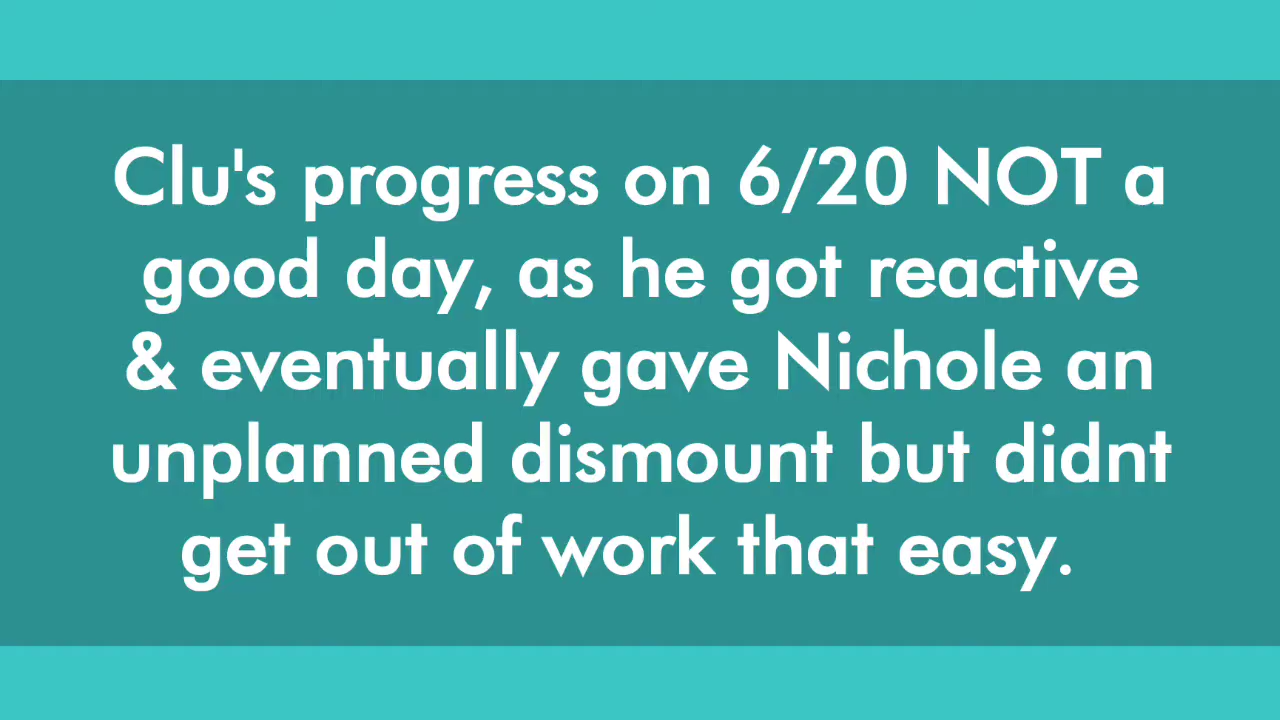 Clu's progress on 6/20 NOT a
good day, as he got reactive
& eventually gave Nichole an
unplanned dismount but didnt
get out of work that easy.